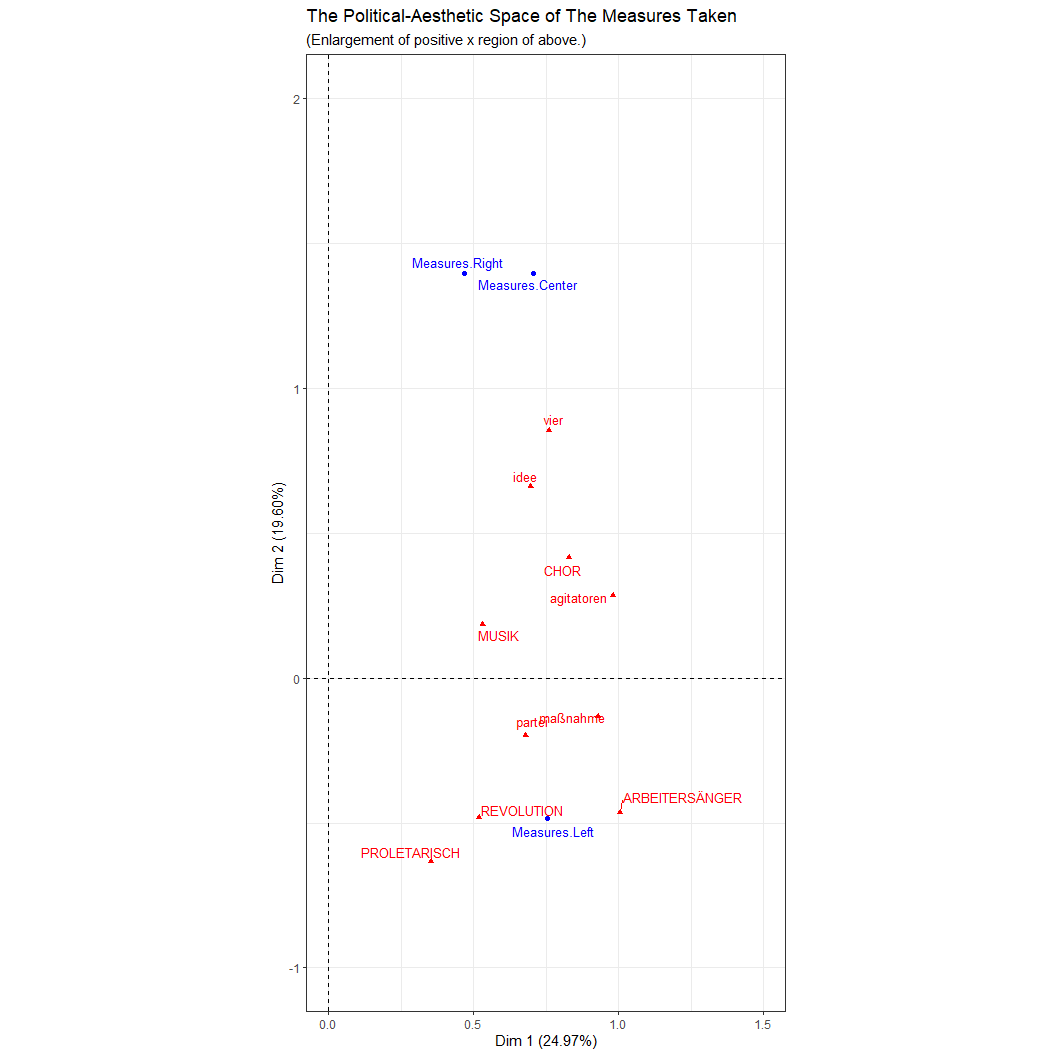 The Political-Aesthetic Space of The Measures Taken
(Enlargement of positive x region of above.)
2
Measures.Right
Measures.Center
1
vier
idee
Dim 2 (19.60%)
CHOR
agitatoren
MUSIK
0
maßnahme
partei
ARBEITERSÄNGER
REVOLUTION
Measures.Left
PROLETARISCH
-1
0.0
0.5
1.0
1.5
Dim 1 (24.97%)